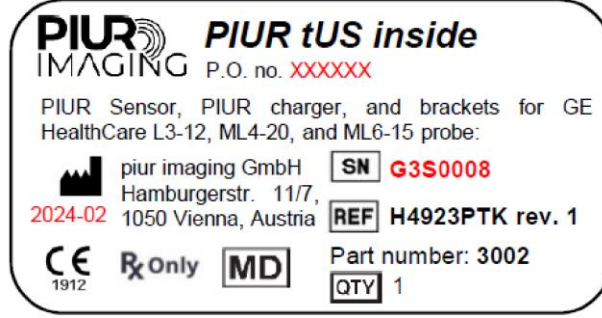 PIUR IMAGING
PIUR tUS inside
P.O. no. XXXXXX
PIUR Sensor, PIUR charger, and brackets for GE
HealthCare L3-12, ML4-20, and ML6-15 probe:
2024-02
piur imaging GmbH
Hamburgerstr. 11/7,
1050 Vienna, Austria
SN G3S0008
REF H4923PTK rev. 1
CE 1912
Rx Only
MD
Part number: 3002
QTY 1